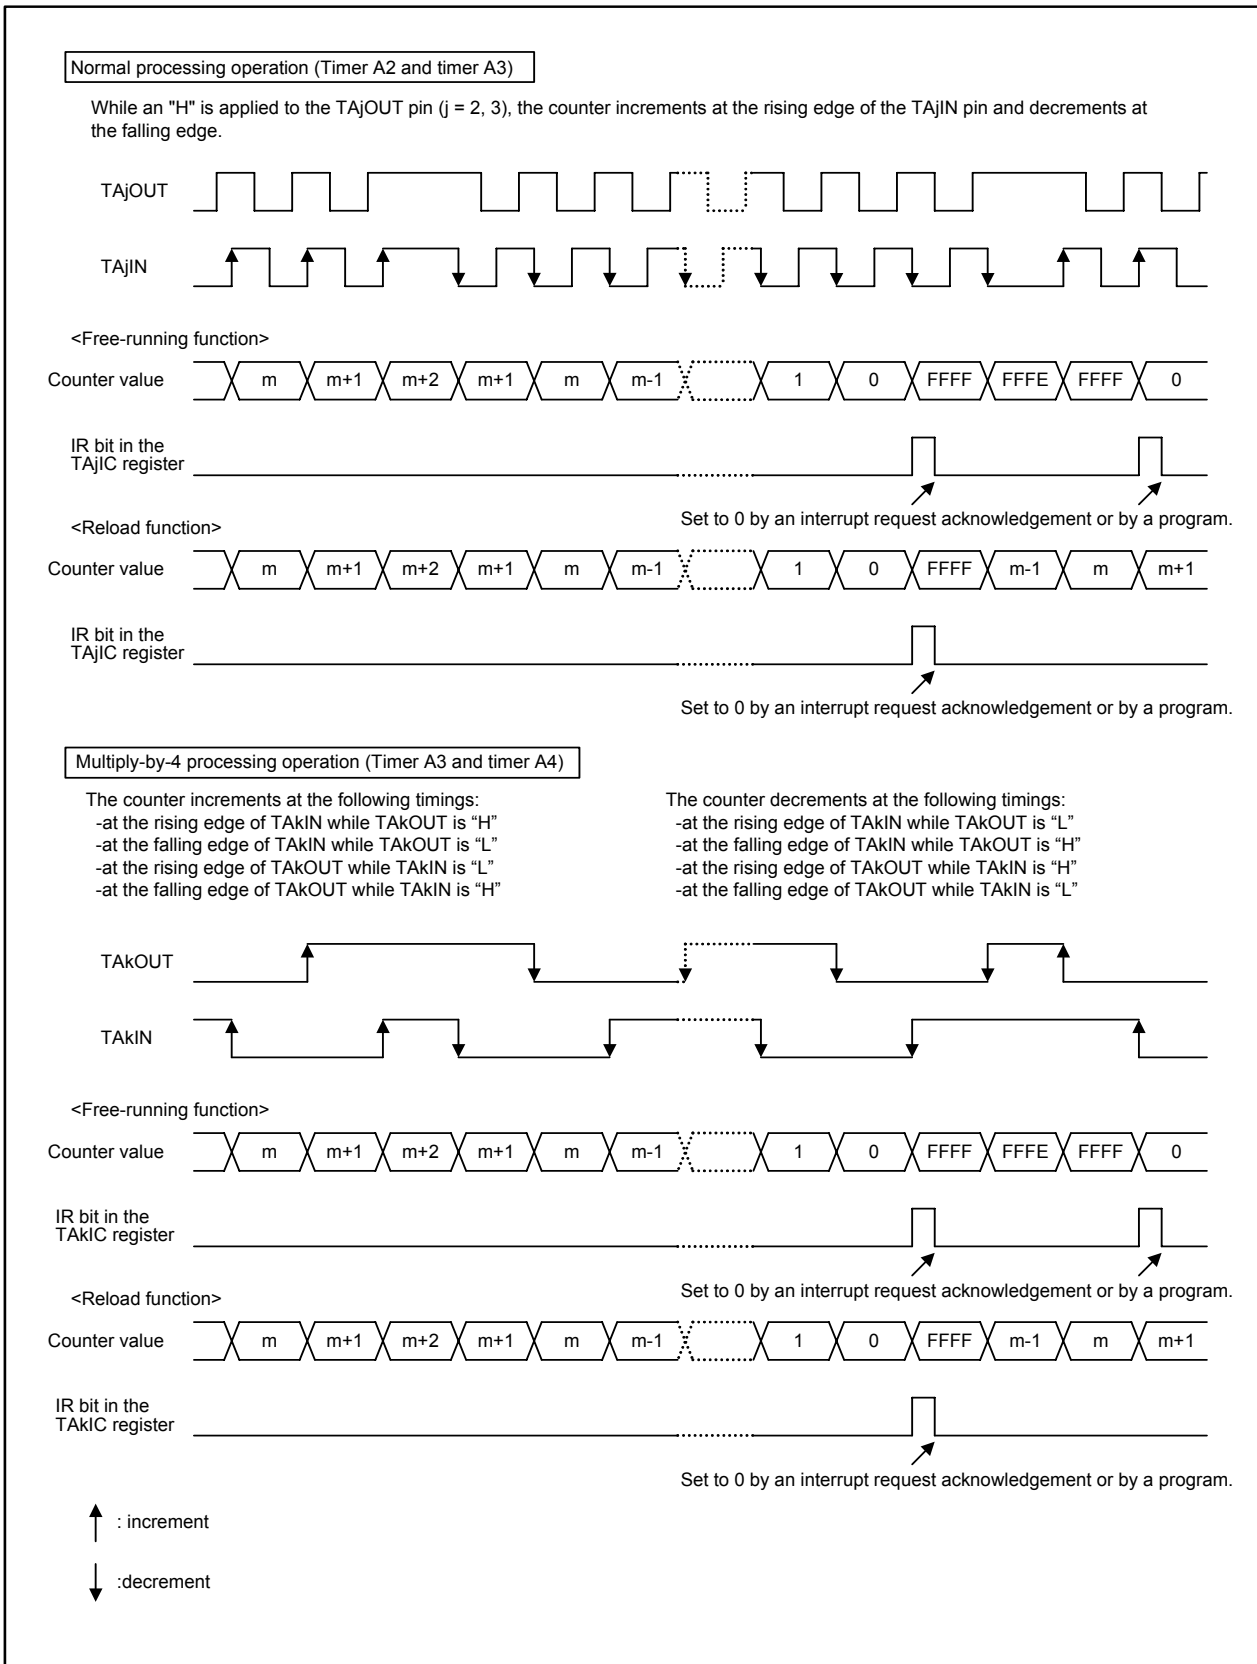 Normal processing operation (Timer A2 and timer A3)
While an "H" is applied to the TAjOUT pin (j = 2, 3), the counter increments at the rising edge of the TAjIN pin and decrements at
the falling edge.
TAjOUT
TAjIN
<Free-running function>
Counter value m m+1 m+2 m+1 m m-1 1 0 FFFF FFFE FFFF 0
IR bit in the
TAjIC register
Set to 0 by an interrupt request acknowledgement or by a program.
<Reload function>
Counter value m m+1 m+2 m+1 m m-1 1 0 FFFF m-1 m m+1
IR bit in the
TAjIC register
Set to 0 by an interrupt request acknowledgement or by a program.
Multiply-by-4 processing operation (Timer A3 and timer A4)
The counter increments at the following timings:
-at the rising edge of TAkIN while TAkOUT is “H”
-at the falling edge of TAkIN while TAkOUT is “L”
-at the rising edge of TAkOUT while TAkIN is “L”
-at the falling edge of TAkOUT while TAkIN is “H”
The counter decrements at the following timings:
-at the rising edge of TAkIN while TAkOUT is “L”
-at the falling edge of TAkIN while TAkOUT is “H”
-at the rising edge of TAkOUT while TAkIN is “H”
-at the falling edge of TAkOUT while TAkIN is “L”
TAkOUT
TAkIN
<Free-running function>
Counter value m m+1 m+2 m+1 m m-1 1 0 FFFF FFFE FFFF 0
IR bit in the
TAkIC register
Set to 0 by an interrupt request acknowledgement or by a program.
<Reload function>
Counter value m m+1 m+2 m+1 m m-1 1 0 FFFF m-1 m m+1
IR bit in the
TAkIC register
Set to 0 by an interrupt request acknowledgement or by a program.
: increment
:decrement